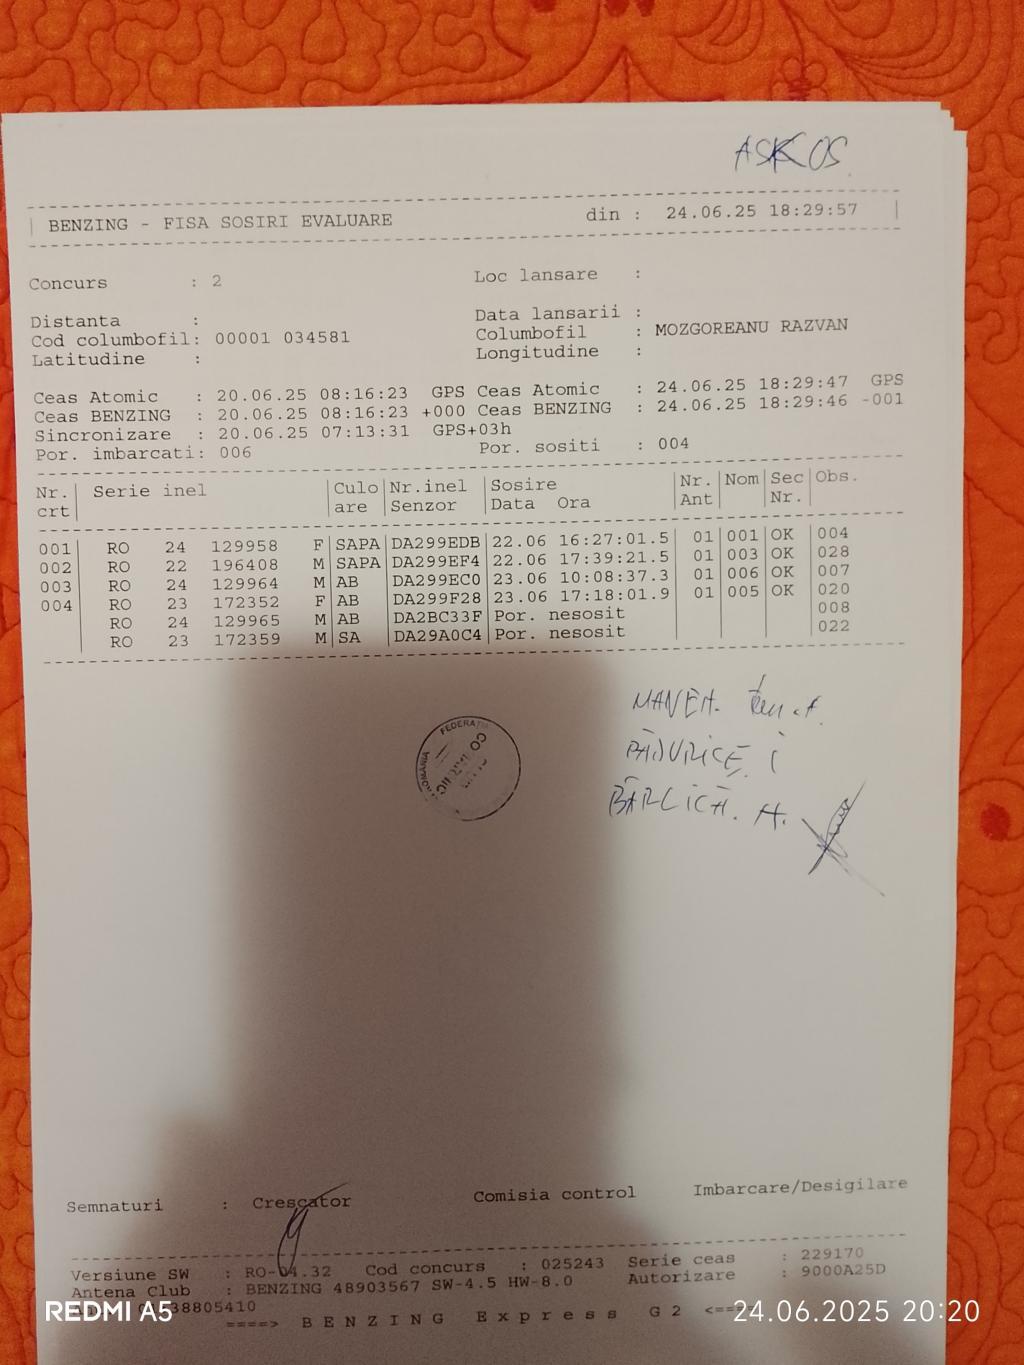 ASKOS
| BENZING - FISA SOSIRI EVALUARE din : 24.06.25 18:29:57 |
Concurs : 2 Loc lansare :
Distanta : Data lansarii :
Cod columbofil: 00001 034581 Columbofil : MOZGOREANU RAZVAN
Latitudine : Longitudine :
Ceas Atomic : 20.06.25 08:16:23 GPS Ceas Atomic : 24.06.25 18:29:47 GPS
Ceas BENZING : 20.06.25 08:16:23 +000 Ceas BENZING : 24.06.25 18:29:46 -001
Sincronizare : 20.06.25 07:13:31 GPS+03h
Por. imbarcati: 006 Por. sositi : 004
Nr. | Serie inel | Culo | Nr.inel | Sosire | Nr. | Nom | Sec | Obs.
crt | | are | Senzor | Data Ora | Ant | | Nr. |
001 | RO 24 129958 F | SAPA | DA299EDB | 22.06 16:27:01.5 | 01 | 001 | OK | 004
002 | RO 22 196408 M | SAPA | DA299EF4 | 22.06 17:39:21.5 | 01 | 003 | OK | 028
003 | RO 24 129964 M | AB | DA299EC0 | 23.06 10:08:37.3 | 01 | 006 | OK | 007
004 | RO 23 172352 F | AB | DA299F28 | 23.06 17:18:01.9 | 01 | 005 | OK | 020
| RO 24 129965 M | AB | DA2BC33F | Por. nesosit | | | | 008
| RO 23 172359 M | SA | DA29A0C4 | Por. nesosit | | | | 022
MANEA.
PĂDURICE I
BÂRLICĂ. A.
FEDERATIA
ROMANIA
Semnaturi : Crescator Comisia control Imbarcare/Desigilare
Versiune SW : RO-04.32 Cod concurs : 025243 Serie ceas : 229170
Antena Club : BENZING 48903567 SW-4.5 HW-8.0 Autorizare : 9000A25D
38805410
====> B E N Z I N G E x p r e s s G 2 <====
REDMI A5
24.06.2025 20:20